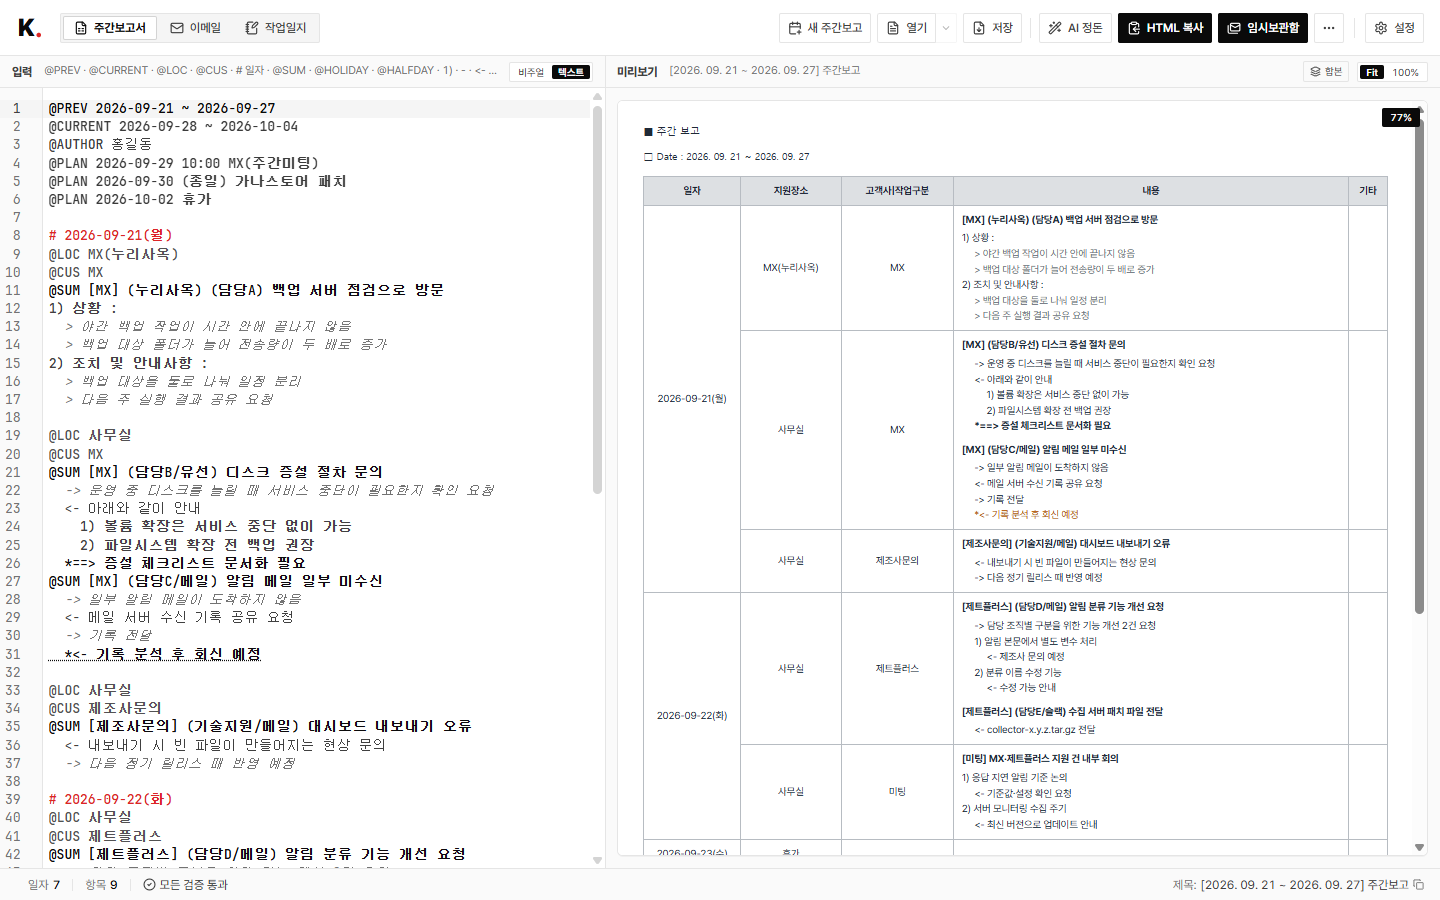 K.
주간보고서
이메일
작업일지
새 주간보고
열기
저장
AI 정돈
HTML 복사
임시보관함
설정
입력 @PREV · @CURRENT · @LOC · @CUS · # 일자 · @SUM · @HOLIDAY · @HALFDAY · 1) · - · <- ...
비주얼 텍스트
미리보기 [2026. 09. 21 ~ 2026. 09. 27] 주간보고
합본
Fit 100%
1 @PREV 2026-09-21 ~ 2026-09-27
2 @CURRENT 2026-09-28 ~ 2026-10-04
3 @AUTHOR 홍길동
4 @PLAN 2026-09-29 10:00 MX(주간미팅)
5 @PLAN 2026-09-30 (종일) 가나스토어 패치
6 @PLAN 2026-10-02 휴가
7
8 # 2026-09-21(월)
9 @LOC MX(누리사옥)
10 @CUS MX
11 @SUM [MX] (누리사옥) (담당A) 백업 서버 점검으로 방문
12 1) 상황 :
13 > 야간 백업 작업이 시간 안에 끝나지 않음
14 > 백업 대상 폴더가 늘어 전송량이 두 배로 증가
15 2) 조치 및 안내사항 :
16 > 백업 대상을 둘로 나눠 일정 분리
17 > 다음 주 실행 결과 공유 요청
18
19 @LOC 사무실
20 @CUS MX
21 @SUM [MX] (담당B/유선) 디스크 증설 절차 문의
22 -> 운영 중 디스크를 늘릴 때 서비스 중단이 필요한지 확인 요청
23 <- 아래와 같이 안내
24 1) 볼륨 확장은 서비스 중단 없이 가능
25 2) 파일시스템 확장 전 백업 권장
26 *==> 증설 체크리스트 문서화 필요
27 @SUM [MX] (담당C/메일) 알림 메일 일부 미수신
28 -> 일부 알림 메일이 도착하지 않음
29 <- 메일 서버 수신 기록 공유 요청
30 -> 기록 전달
31 *<- 기록 분석 후 회신 예정
32
33 @LOC 사무실
34 @CUS 제조사문의
35 @SUM [제조사문의] (기술지원/메일) 대시보드 내보내기 오류
36 <- 내보내기 시 빈 파일이 만들어지는 현상 문의
37 -> 다음 정기 릴리스 때 반영 예정
38
39 # 2026-09-22(화)
40 @LOC 사무실
41 @CUS 제트플러스
42 @SUM [제트플러스] (담당D/메일) 알람 분류 기능 개선 요청
77%
■ 주간 보고
□ Date : 2026. 09. 21 ~ 2026. 09. 27
일자 지원장소 고객사|작업구분 내용 기타
2026-09-21(월)
MX(누리사옥) MX
[MX] (누리사옥) (담당A) 백업 서버 점검으로 방문
1) 상황 :
> 야간 백업 작업이 시간 안에 끝나지 않음
> 백업 대상 폴더가 늘어 전송량이 두 배로 증가
2) 조치 및 안내사항 :
> 백업 대상을 둘로 나눠 일정 분리
> 다음 주 실행 결과 공유 요청
사무실 MX
[MX] (담당B/유선) 디스크 증설 절차 문의
-> 운영 중 디스크를 늘릴 때 서비스 중단이 필요한지 확인 요청
<- 아래와 같이 안내
1) 볼륨 확장은 서비스 중단 없이 가능
2) 파일시스템 확장 전 백업 권장
*==> 증설 체크리스트 문서화 필요
[MX] (담당C/메일) 알림 메일 일부 미수신
-> 일부 알림 메일이 도착하지 않음
<- 메일 서버 수신 기록 공유 요청
-> 기록 전달
*<- 기록 분석 후 회신 예정
사무실 제조사문의
[제조사문의] (기술지원/메일) 대시보드 내보내기 오류
<- 내보내기 시 빈 파일이 만들어지는 현상 문의
-> 다음 정기 릴리스 때 반영 예정
2026-09-22(화)
사무실 제트플러스
[제트플러스] (담당D/메일) 알림 분류 기능 개선 요청
-> 담당 조직별 구분을 위한 기능 개선 2건 요청
1) 알림 본문에서 별도 변수 처리
<- 제조사 문의 예정
2) 분류 이름 수정 기능
<- 수정 가능 안내
[제트플러스] (담당E/슬랙) 수집 서버 패치 파일 전달
<- collector-x.y.z.tar.gz 전달
사무실 미팅
[미팅] MX·제트플러스 지원 건 내부 회의
1) 응답 지연 알림 기준 논의
<- 기준값·설정 확인 요청
2) 서버 모니터링 수집 주기
<- 최신 버전으로 업데이트 안내
2026-09-23(수) 휴가
일자 7
항목 9
모든 검증 통과
제목: [2026. 09. 21 ~ 2026. 09. 27] 주간보고